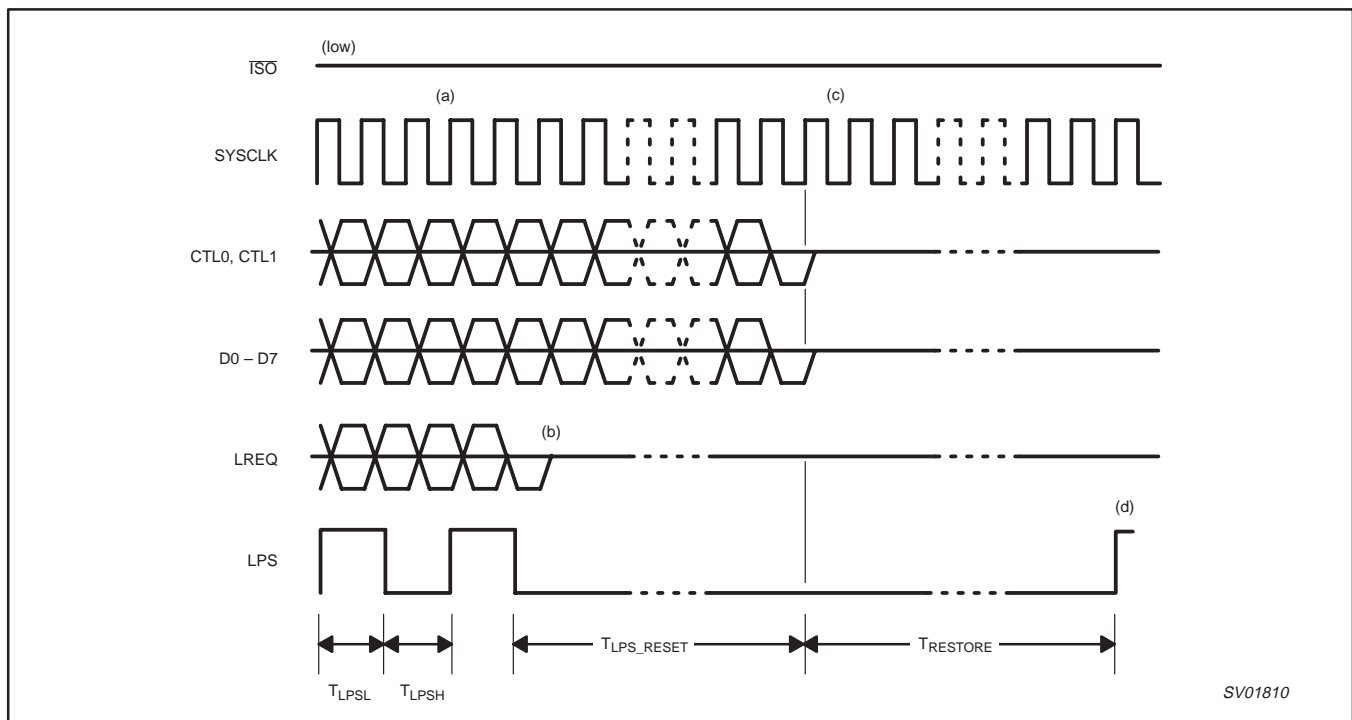 (low)
ISO
(a)
(c)
SYSCLK
CTL0, CTL1
D0 – D7
(b)
LREQ
(d)
LPS
TLPS_RESET
TRESTORE
TLPSL
TLPSH
SV01810